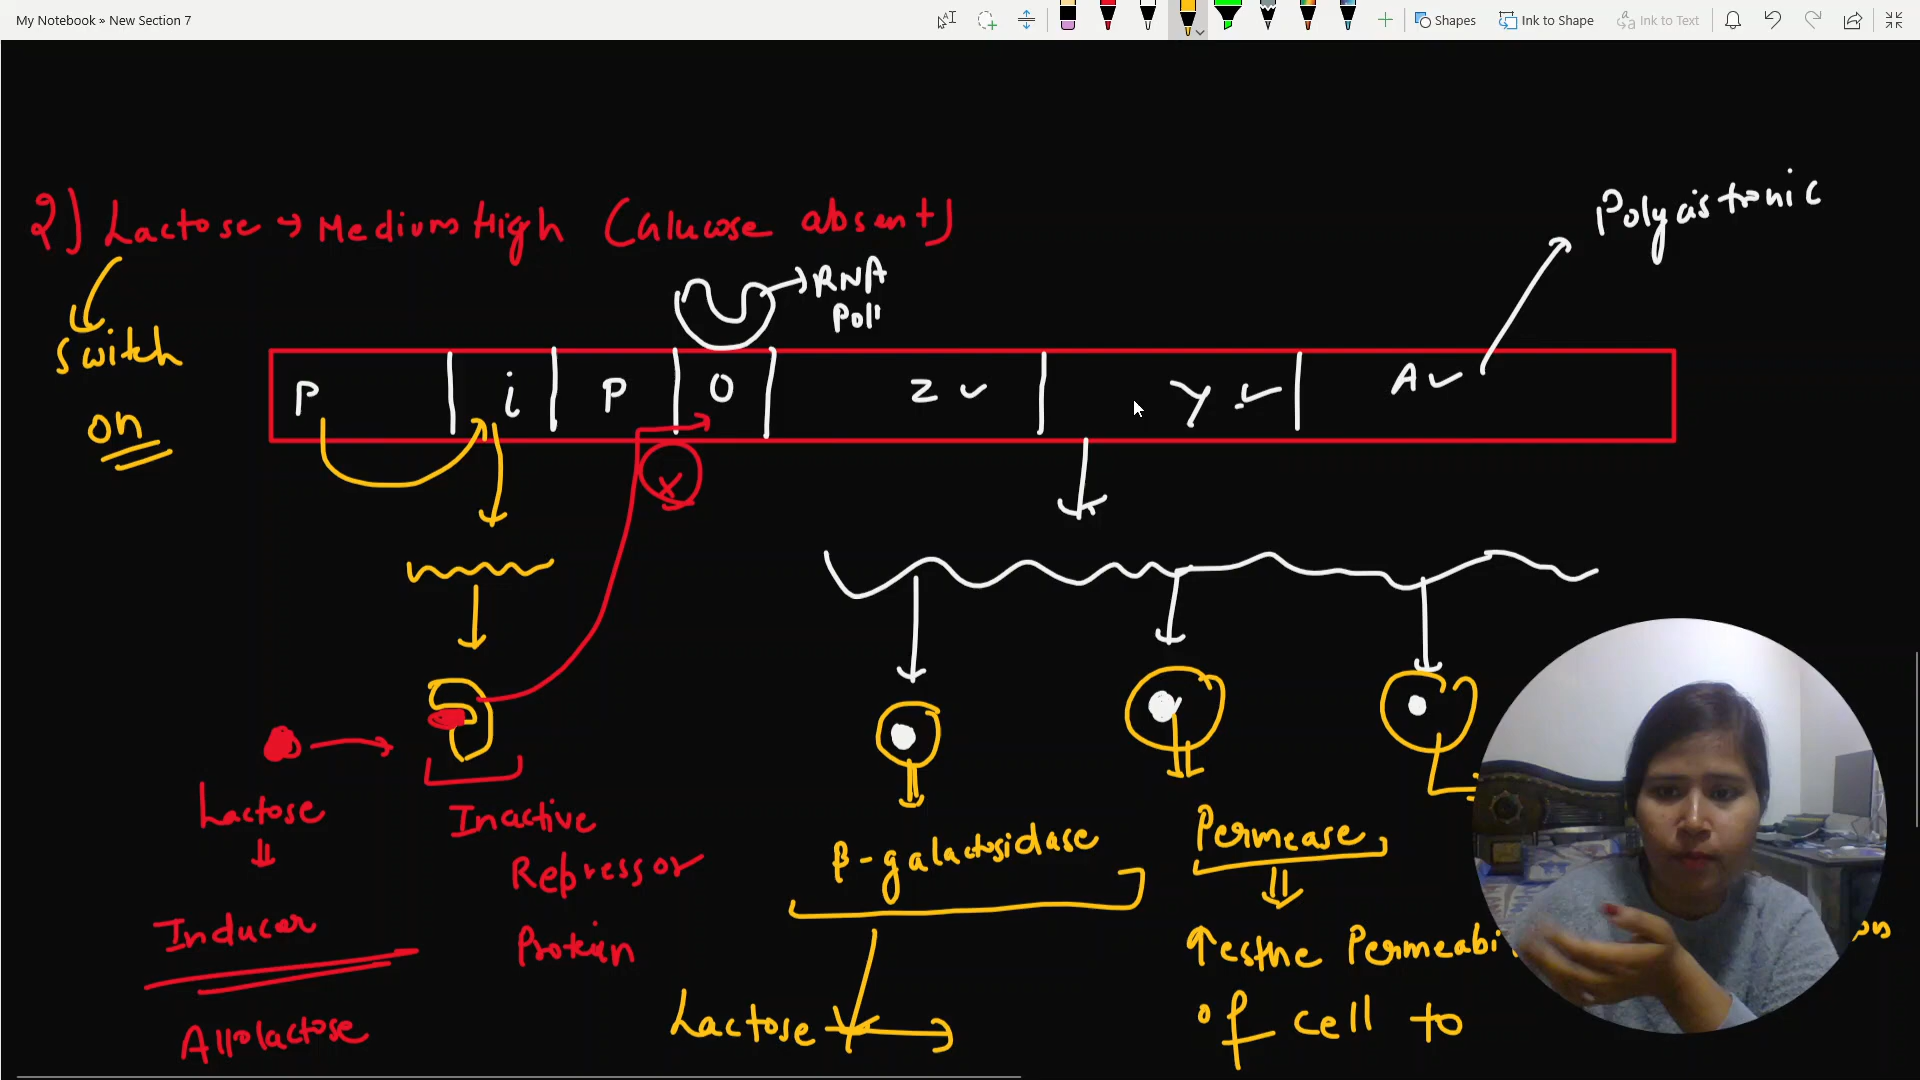 My Notebook » New Section 7
Shapes
Ink to Shape
Ink to Text
2) Lactose → Medium High (Glucose absent)
Polycistronic
Switch
on
RNA
Pol
P
i
P
O
Z ✓
Y ✓
A ✓
X
Lactose
Inducer
Allolactose
Inactive
Repressor
Protein
β-galactosidase
Lactose →
Permease
↑es the Permeabi
of cell to